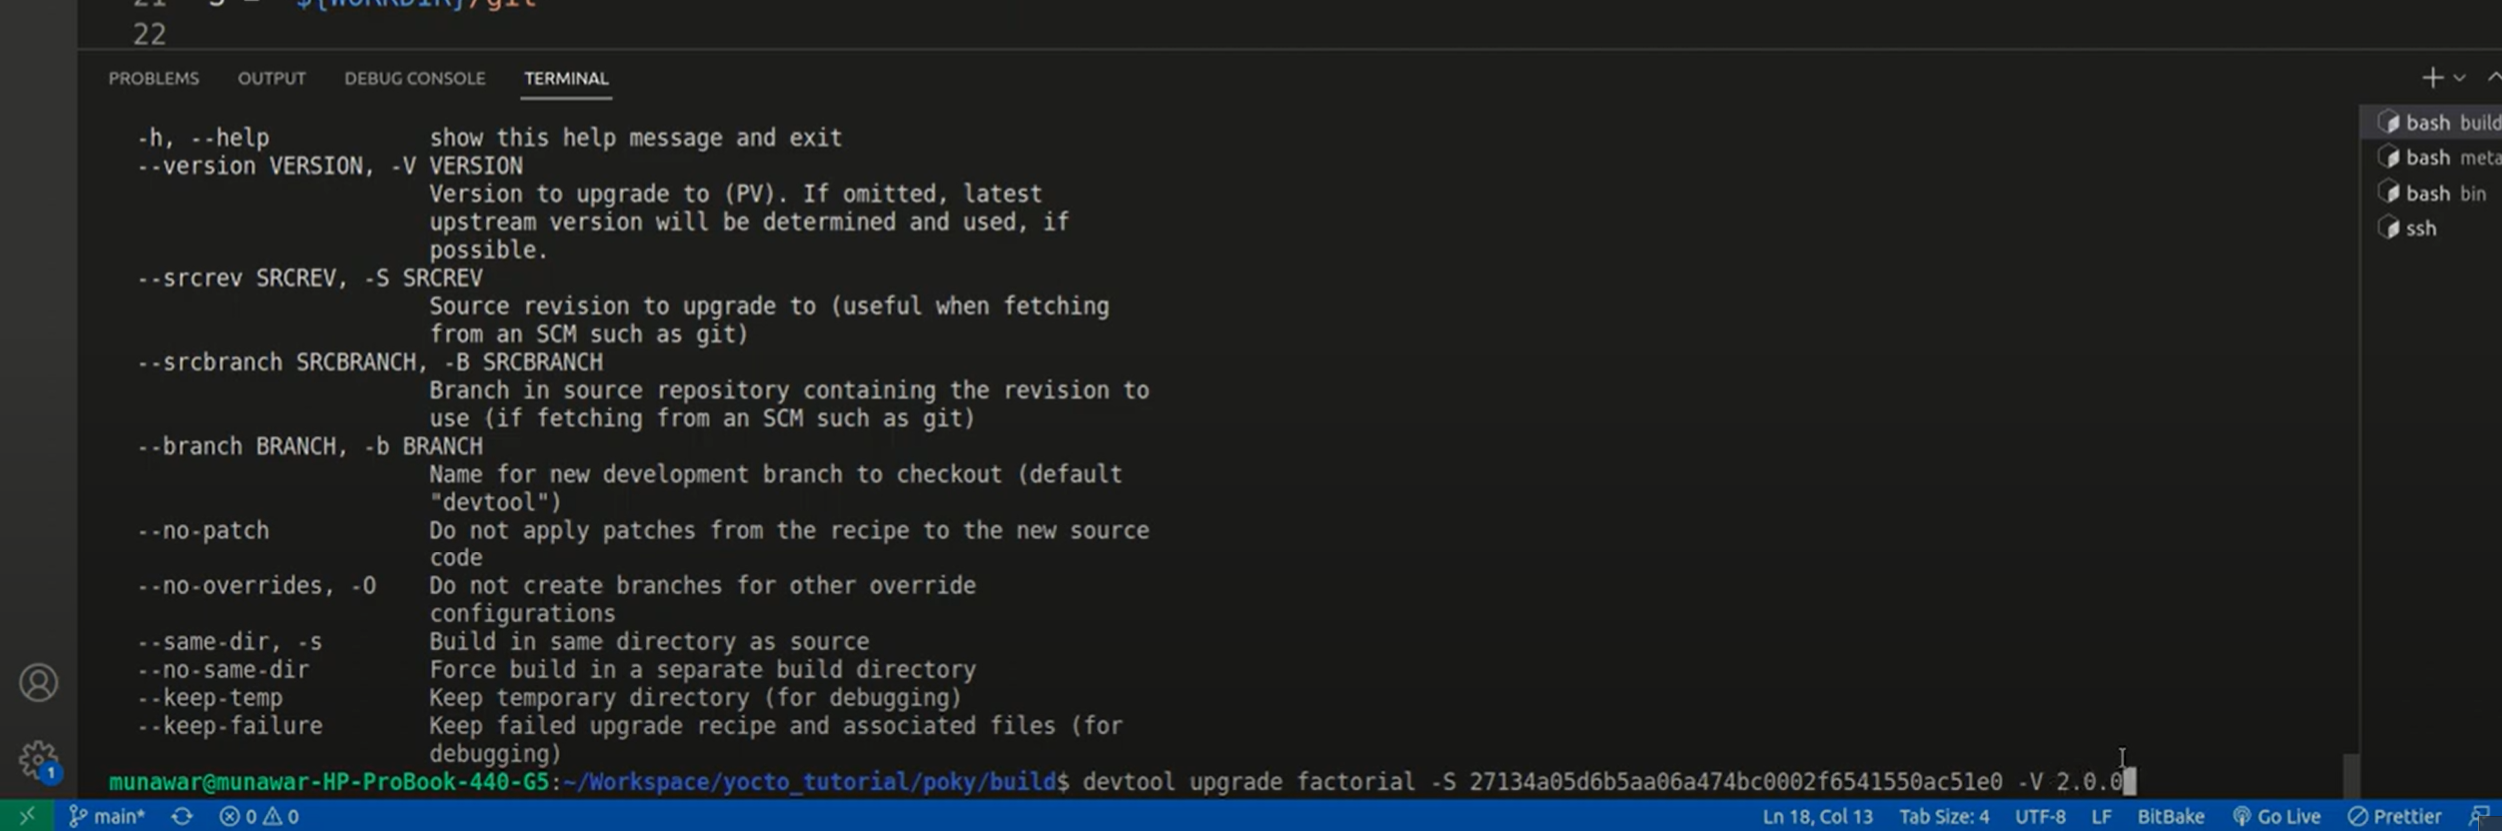 21 S = "${WORKDIR}/git"
22
PROBLEMS OUTPUT DEBUG CONSOLE TERMINAL
-h, --help show this help message and exit
--version VERSION, -V VERSION
Version to upgrade to (PV). If omitted, latest
upstream version will be determined and used, if
possible.
--srcrev SRCREV, -S SRCREV
Source revision to upgrade to (useful when fetching
from an SCM such as git)
--srcbranch SRCBRANCH, -B SRCBRANCH
Branch in source repository containing the revision to
use (if fetching from an SCM such as git)
--branch BRANCH, -b BRANCH
Name for new development branch to checkout (default
"devtool")
--no-patch Do not apply patches from the recipe to the new source
code
--no-overrides, -O Do not create branches for other override
configurations
--same-dir, -s Build in same directory as source
--no-same-dir Force build in a separate build directory
--keep-temp Keep temporary directory (for debugging)
--keep-failure Keep failed upgrade recipe and associated files (for
debugging)
munawar@munawar-HP-ProBook-440-G5:~/Workspace/yocto_tutorial/poky/build$ devtool upgrade factorial -S 27134a05d6b5aa06a474bc0002f6541550ac51e0 -V 2.0.0
bash build
bash meta
bash bin
ssh
1
main* 0 0 Ln 18, Col 13 Tab Size: 4 UTF-8 LF BitBake Go Live Prettier